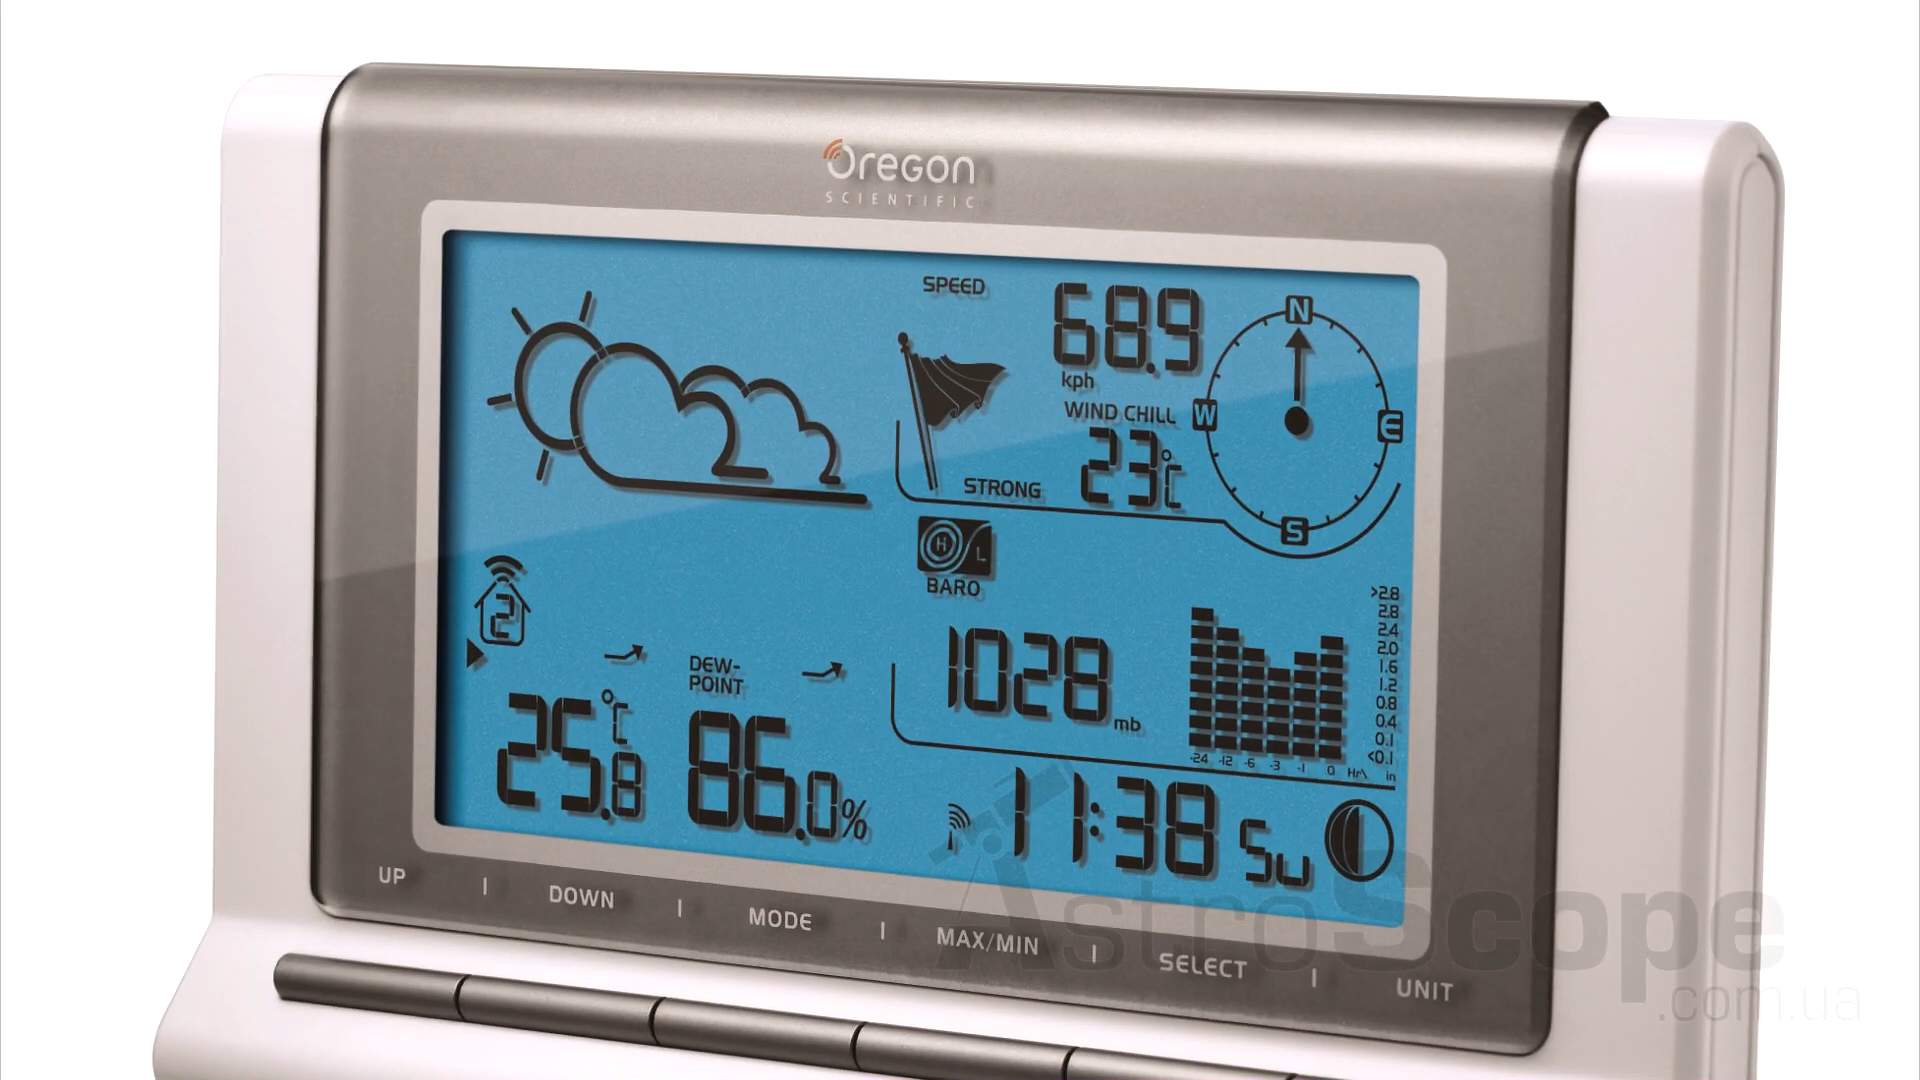 Oregon
SCIENTIFIC
SPEED
68.9
kph
WIND CHILL
23°C
STRONG
N
W
E
S
H L
BARO
1028 mb
>2.8
2.8
2.4
2.0
1.6
1.2
0.8
0.4
0.1
<0.1
-24 -12 -6 -3 -1 0 Hr\ in
2
DEW-
POINT
25.8 °C
86.0%
11:38 Su
UP | DOWN | MODE | MAX/MIN | SELECT | UNIT
AstroScope
.com.ua